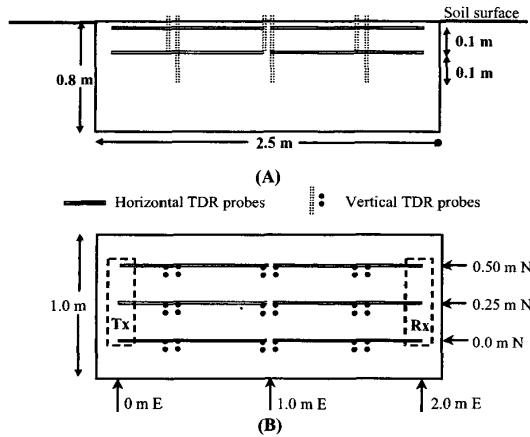 Soil surface
0.1 m
0.8 m
0.1 m
2.5 m
(A)
Horizontal TDR probes
Vertical TDR probes
0.50 m N
1.0 m
0.25 m N
Tx
Rx
0.0 m N
0 m E
1.0 m E
2.0 m E
(B)